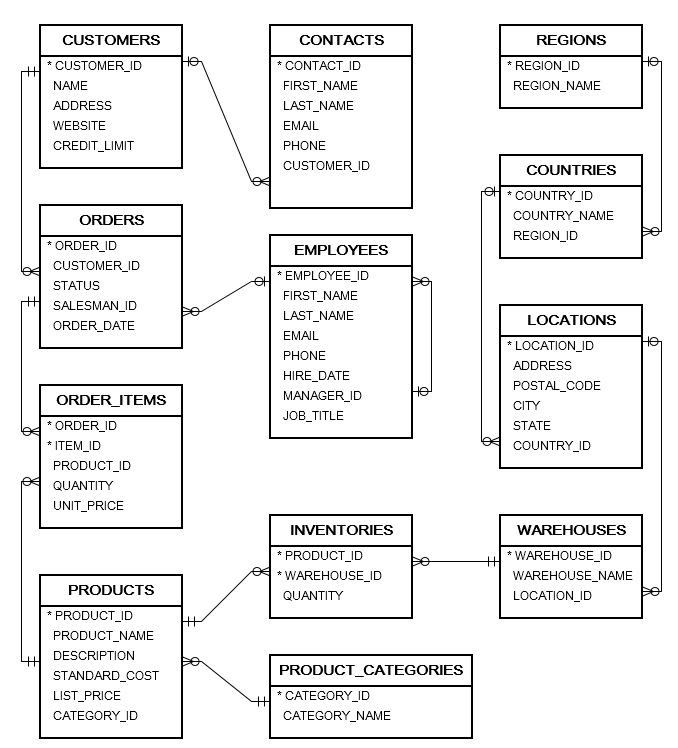 CUSTOMERS
* CUSTOMER_ID
NAME
ADDRESS
WEBSITE
CREDIT_LIMIT
CONTACTS
* CONTACT_ID
FIRST_NAME
LAST_NAME
EMAIL
PHONE
CUSTOMER_ID
REGIONS
* REGION_ID
REGION_NAME
COUNTRIES
* COUNTRY_ID
COUNTRY_NAME
REGION_ID
ORDERS
* ORDER_ID
CUSTOMER_ID
STATUS
SALESMAN_ID
ORDER_DATE
EMPLOYEES
* EMPLOYEE_ID
FIRST_NAME
LAST_NAME
EMAIL
PHONE
HIRE_DATE
MANAGER_ID
JOB_TITLE
LOCATIONS
* LOCATION_ID
ADDRESS
POSTAL_CODE
CITY
STATE
COUNTRY_ID
ORDER_ITEMS
* ORDER_ID
* ITEM_ID
PRODUCT_ID
QUANTITY
UNIT_PRICE
INVENTORIES
* PRODUCT_ID
* WAREHOUSE_ID
QUANTITY
WAREHOUSES
* WAREHOUSE_ID
WAREHOUSE_NAME
LOCATION_ID
PRODUCTS
* PRODUCT_ID
PRODUCT_NAME
DESCRIPTION
STANDARD_COST
LIST_PRICE
CATEGORY_ID
PRODUCT_CATEGORIES
* CATEGORY_ID
CATEGORY_NAME